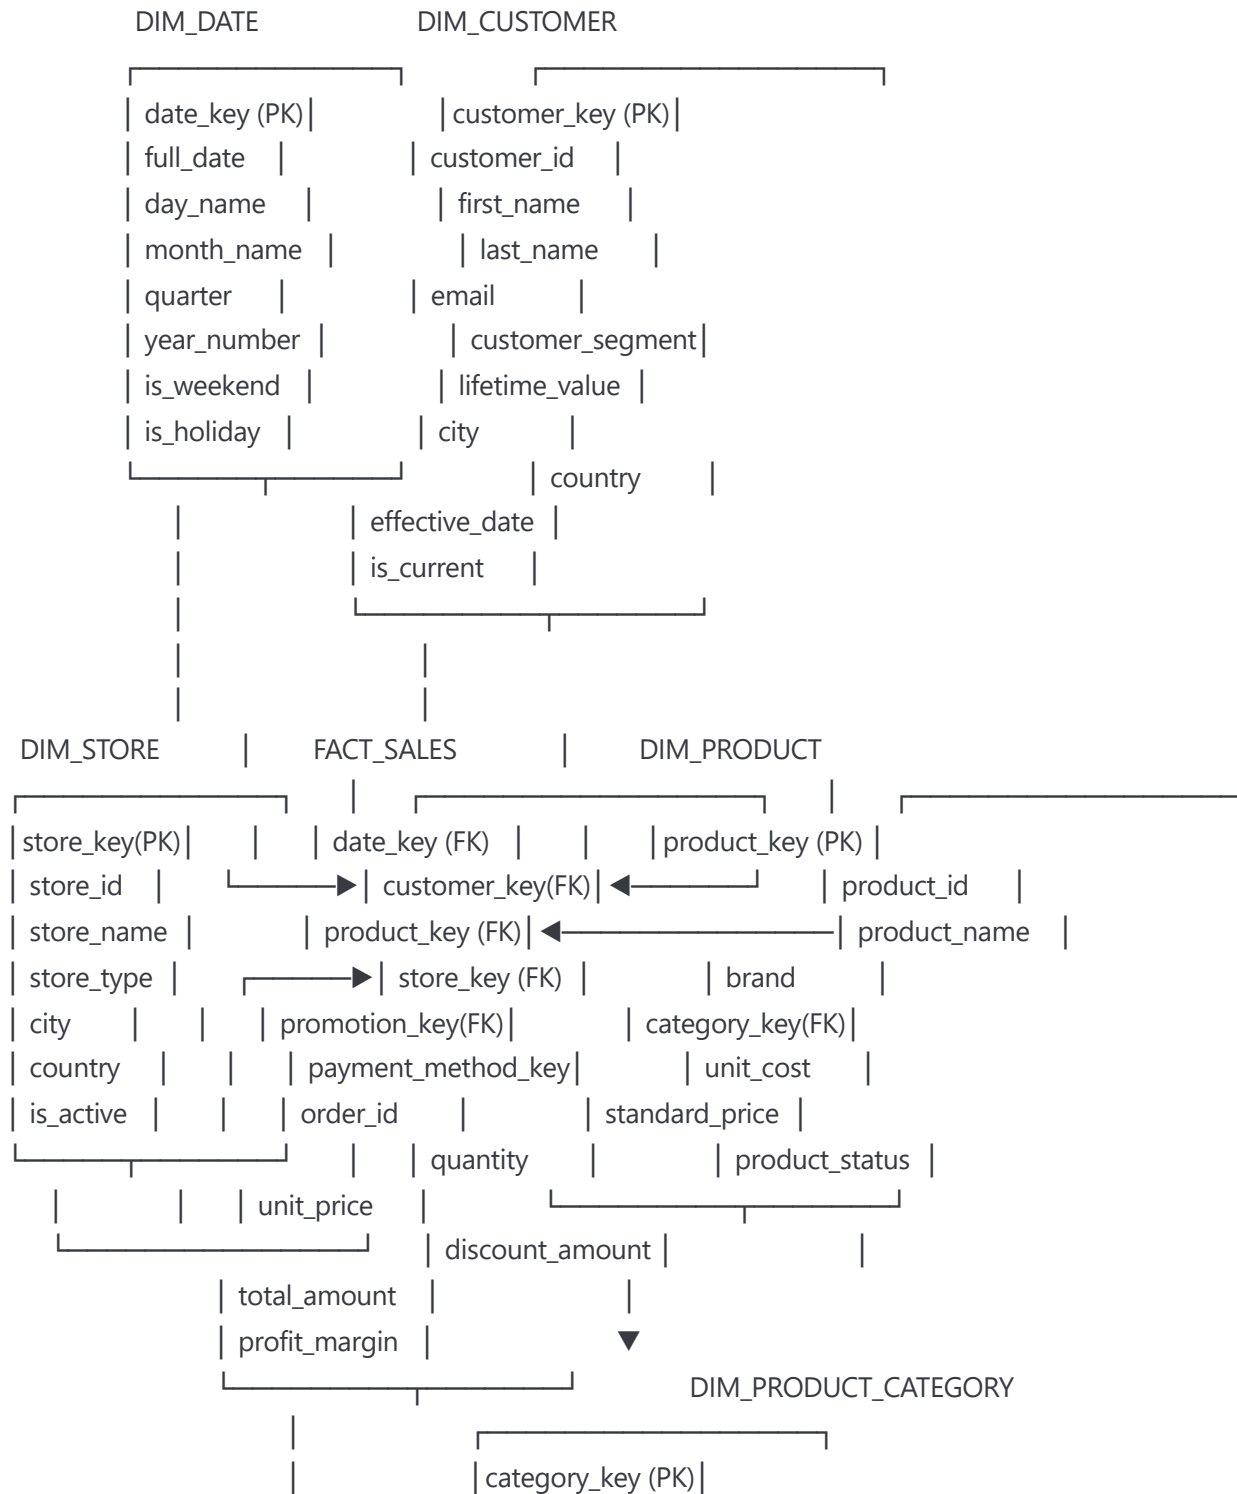 DIM_DATE DIM_CUSTOMER
date_key (PK) customer_key (PK)
full_date customer_id
day_name first_name
month_name last_name
quarter email
year_number customer_segment
is_weekend lifetime_value
is_holiday city
country
effective_date
is_current
DIM_STORE FACT_SALES DIM_PRODUCT
store_key(PK) date_key (FK) product_key (PK)
store_id customer_key(FK) product_id
store_name product_key (FK) product_name
store_type store_key (FK) brand
city promotion_key(FK) category_key(FK)
country payment_method_key unit_cost
is_active order_id standard_price
quantity product_status
unit_price
discount_amount
total_amount
profit_margin
DIM_PRODUCT_CATEGORY
category_key (PK)